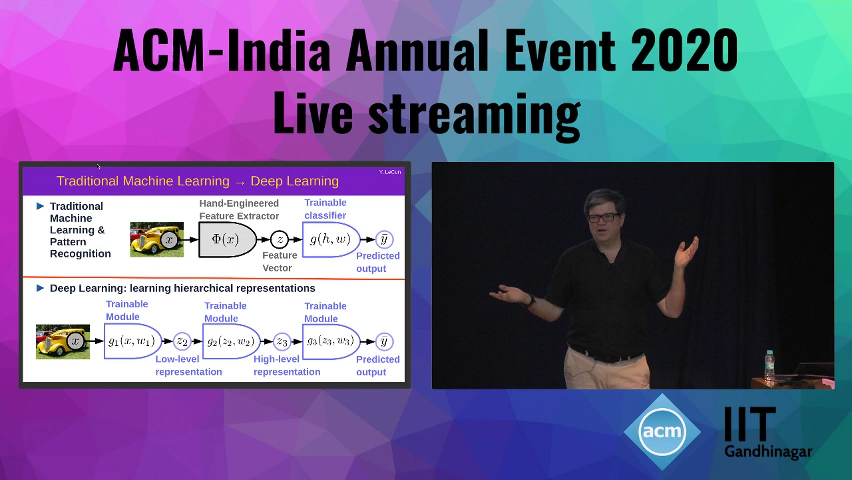 ACM-India Annual Event 2020
Live streaming
Y. LeCun
Traditional Machine Learning → Deep Learning
Traditional
Machine
Learning &
Pattern
Recognition
Hand-Engineered
Feature Extractor
Trainable
classifier
x
Φ(x)
z
g(h, w)
ȳ
Feature
Vector
Predicted
output
Deep Learning: learning hierarchical representations
Trainable
Module
Trainable
Module
Trainable
Module
x
g₁(x, w₁)
z₂
g₂(z₂, w₂)
z₃
g₃(z₃, w₃)
ȳ
Low-level
representation
High-level
representation
Predicted
output
acm
IIT
Gandhinagar